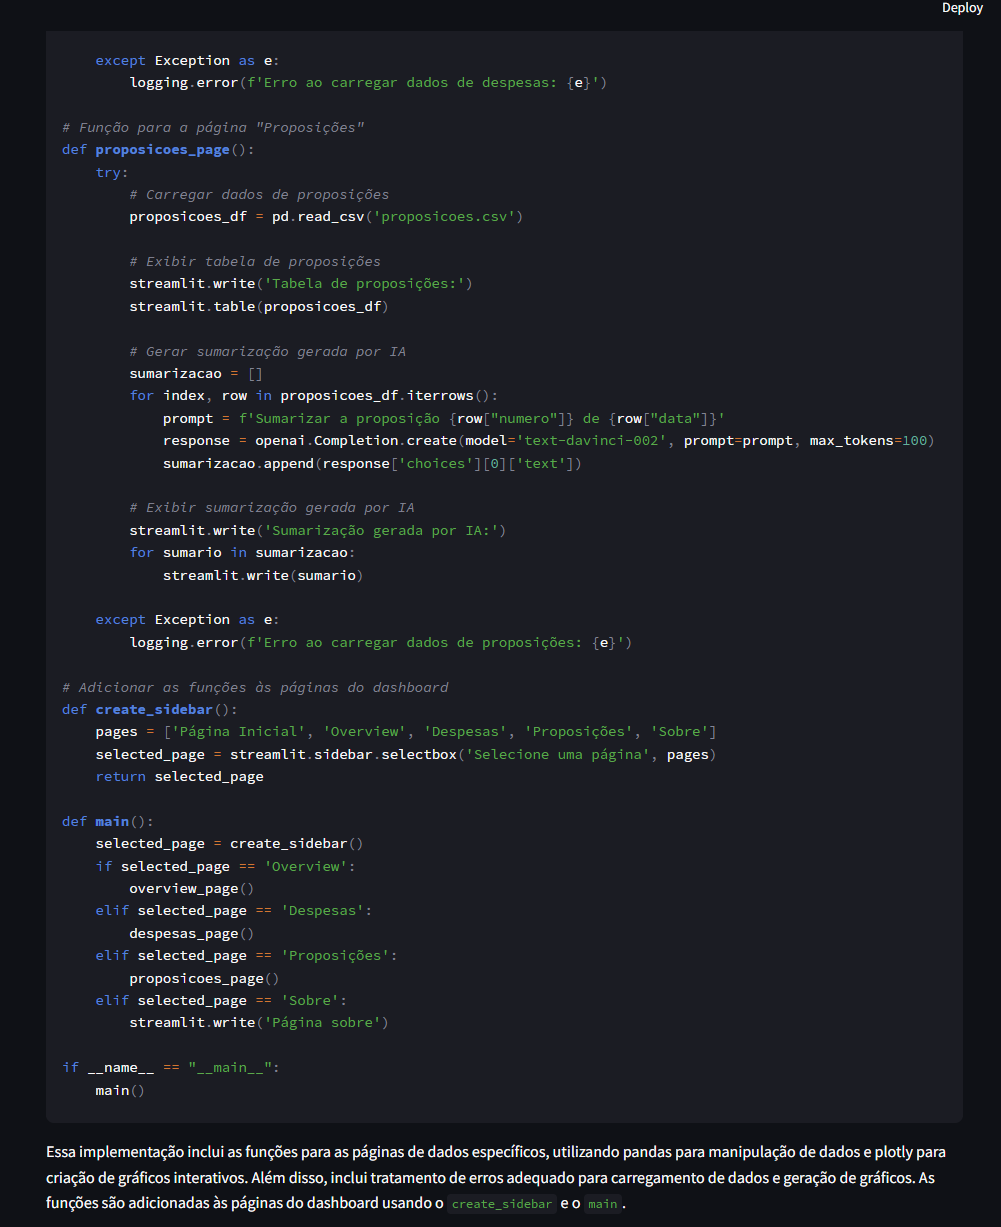 Deploy
    except Exception as e:
        logging.error(f'Erro ao carregar dados de despesas: {e}')
# Função para a página "Proposições"
def proposicoes_page():
    try:
        # Carregar dados de proposições
        proposicoes_df = pd.read_csv('proposicoes.csv')
        # Exibir tabela de proposições
        streamlit.write('Tabela de proposições:')
        streamlit.table(proposicoes_df)
        # Gerar sumarização gerada por IA
        sumarizacao = []
        for index, row in proposicoes_df.iterrows():
            prompt = f'Sumarizar a proposição {row["numero"]} de {row["data"]}'
            response = openai.Completion.create(model='text-davinci-002', prompt=prompt, max_tokens=100)
            sumarizacao.append(response['choices'][0]['text'])
        # Exibir sumarização gerada por IA
        streamlit.write('Sumarização gerada por IA:')
        for sumario in sumarizacao:
            streamlit.write(sumario)
    except Exception as e:
        logging.error(f'Erro ao carregar dados de proposições: {e}')
# Adicionar as funções às páginas do dashboard
def create_sidebar():
    pages = ['Página Inicial', 'Overview', 'Despesas', 'Proposições', 'Sobre']
    selected_page = streamlit.sidebar.selectbox('Selecione uma página', pages)
    return selected_page
def main():
    selected_page = create_sidebar()
    if selected_page == 'Overview':
        overview_page()
    elif selected_page == 'Despesas':
        despesas_page()
    elif selected_page == 'Proposições':
        proposicoes_page()
    elif selected_page == 'Sobre':
        streamlit.write('Página sobre')
if __name__ == "__main__":
    main()
Essa implementação inclui as funções para as páginas de dados específicos, utilizando pandas para manipulação de dados e plotly para
criação de gráficos interativos. Além disso, inclui tratamento de erros adequado para carregamento de dados e geração de gráficos. As
funções são adicionadas às páginas do dashboard usando o create_sidebar e o main.